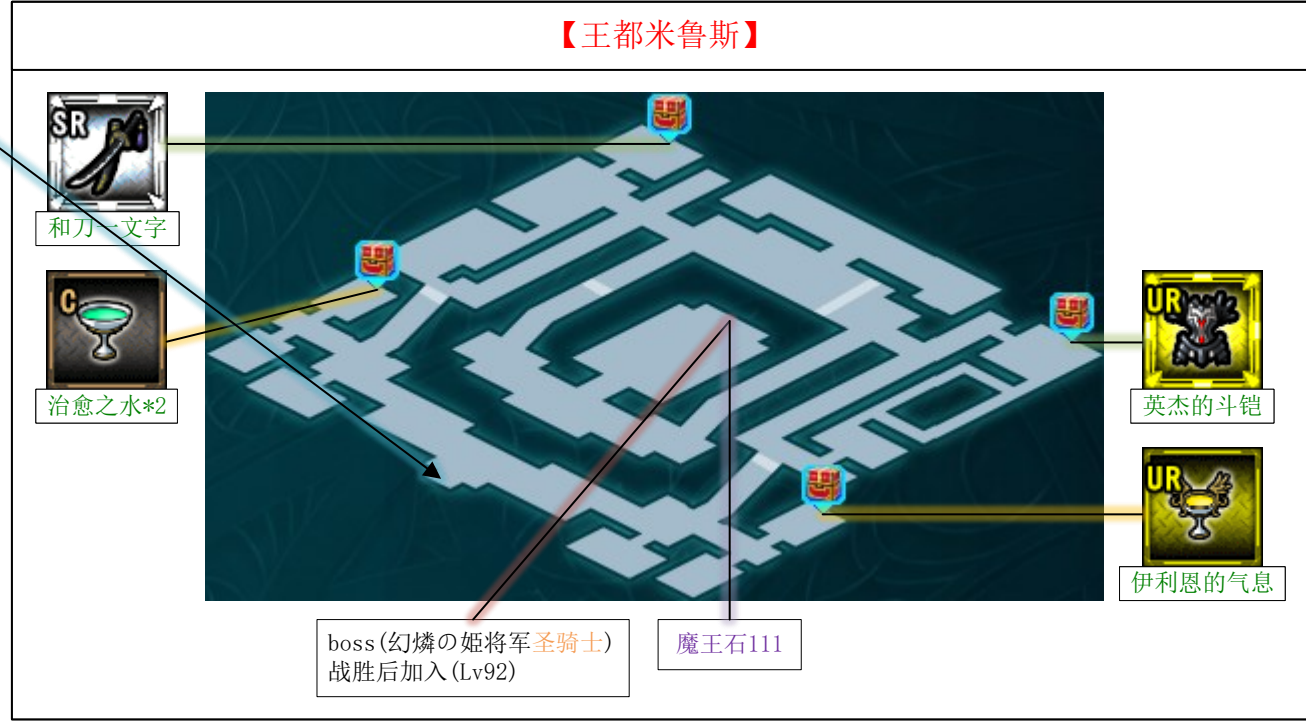 【王都米鲁斯】
SR
和刀一文字
C
治愈之水*2
UR
英杰的斗铠
UR
伊利恩的气息
boss(幻燐の姫将军圣骑士)
战胜后加入(Lv92)
魔王石111